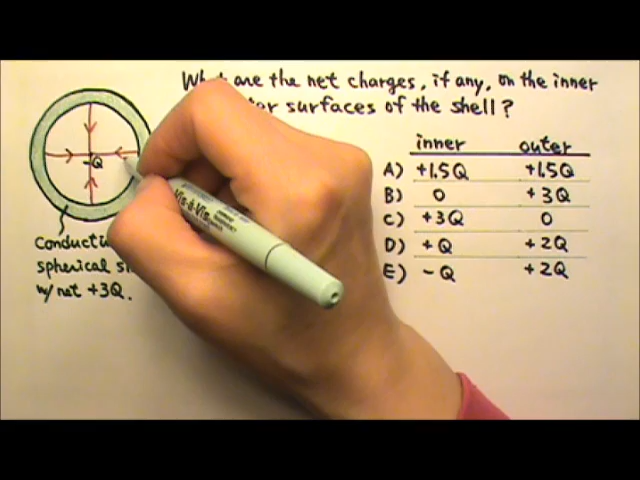 What are the net charges, if any, on the inner
surfaces of the shell?
-Q
inner outer
A) +1.5Q +1.5Q
B) 0 +3Q
C) +3Q 0
D) +Q +2Q
E) -Q +2Q
spherical
w/ net +3Q.
Vis-à-Vis